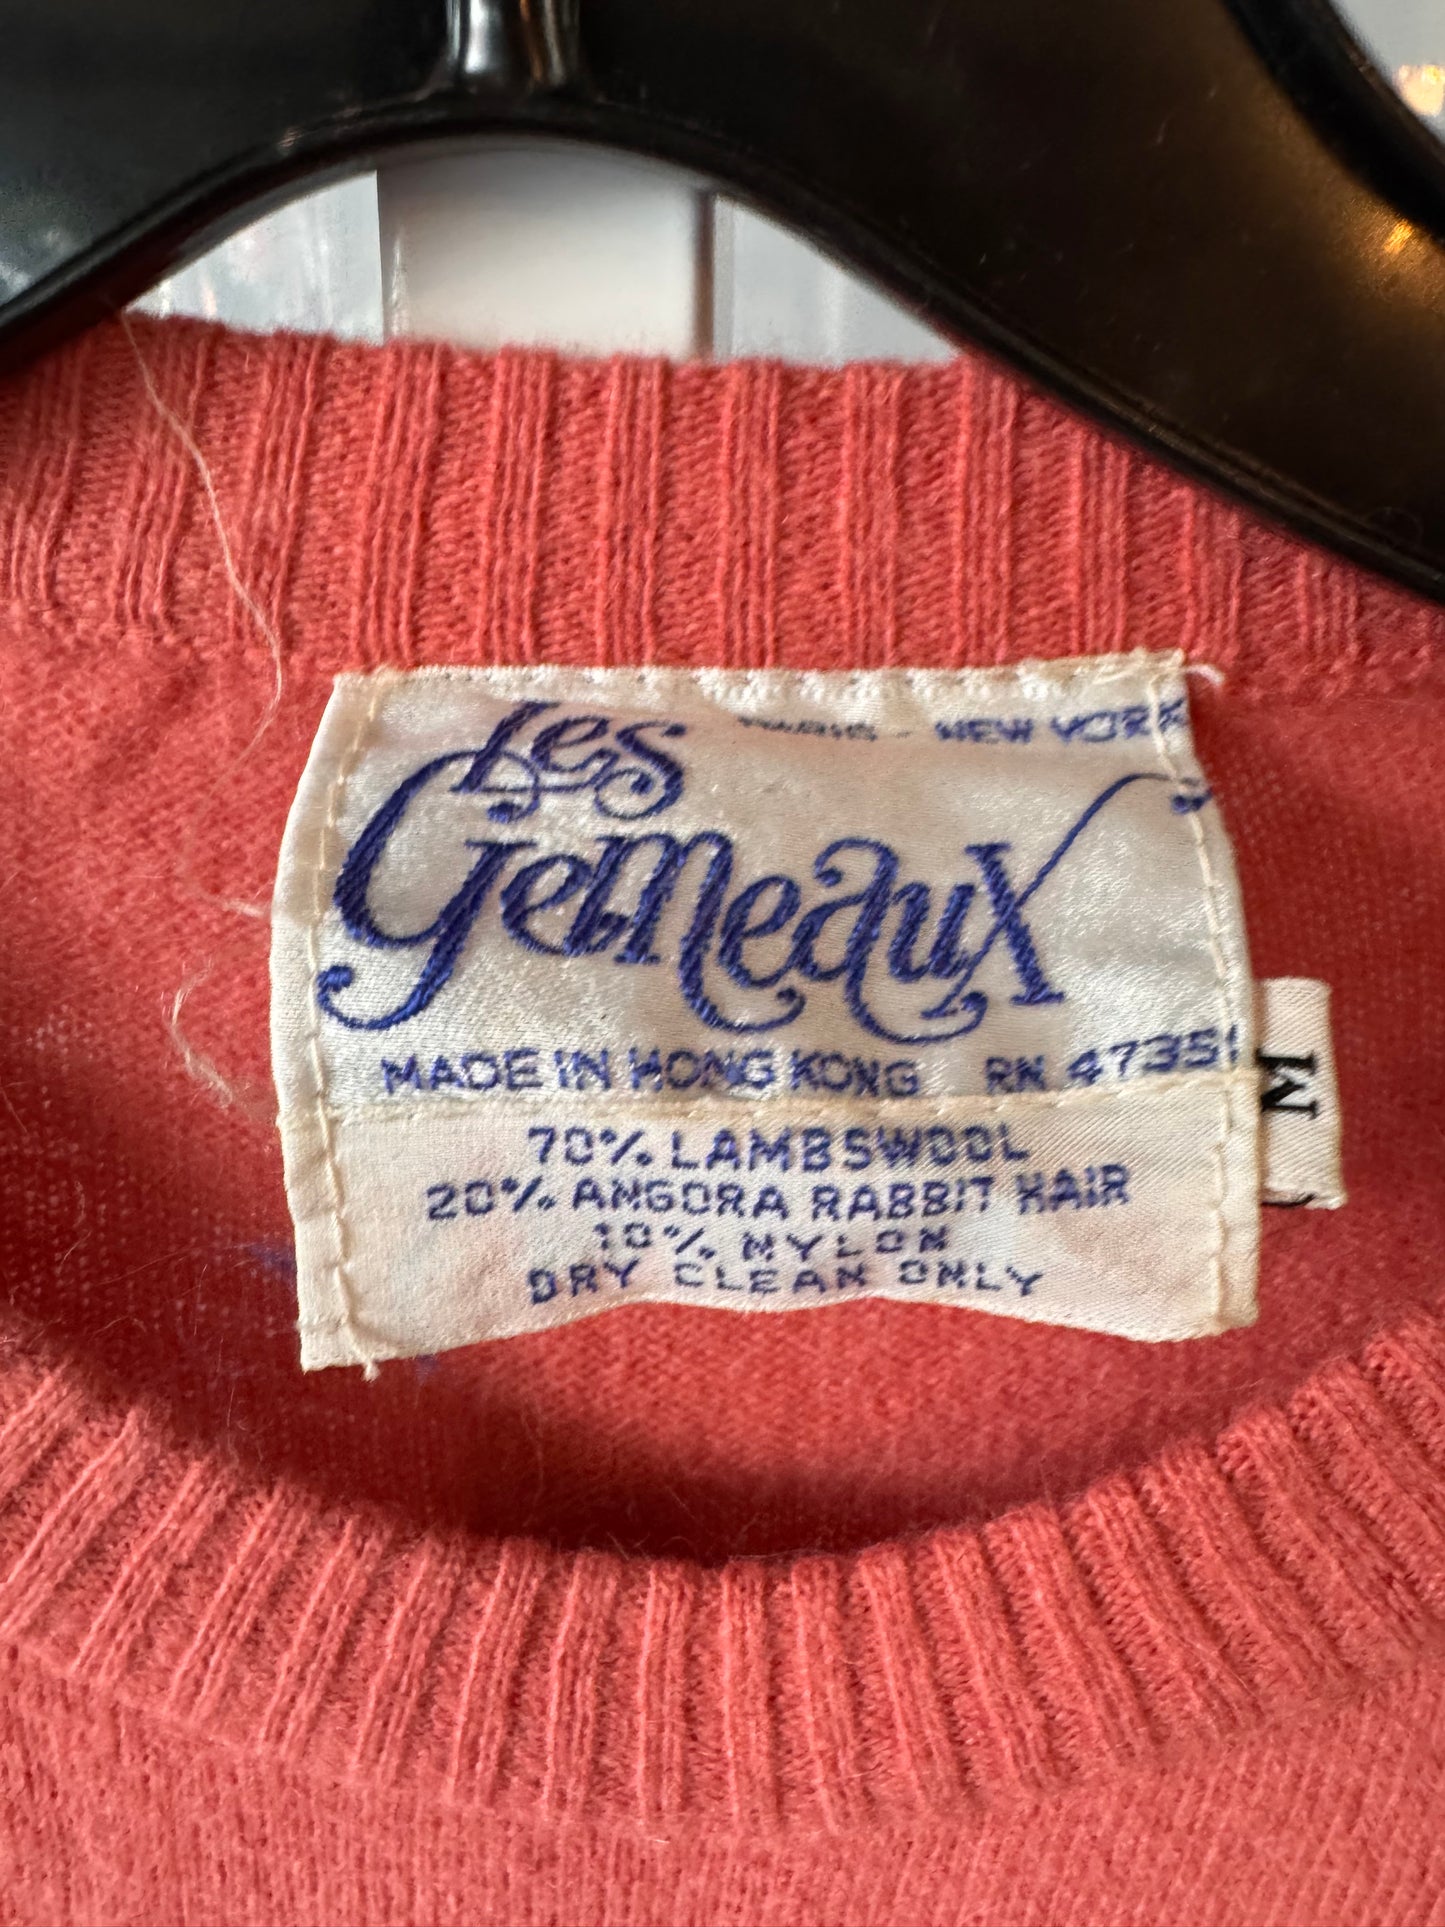 Les
NEW YORK
Gemeaux
MADE IN HONG KONG RN 47351
M
70% LAMBSWOOL
20% ANGORA RABBIT HAIR
10% NYLON
DRY CLEAN ONLY